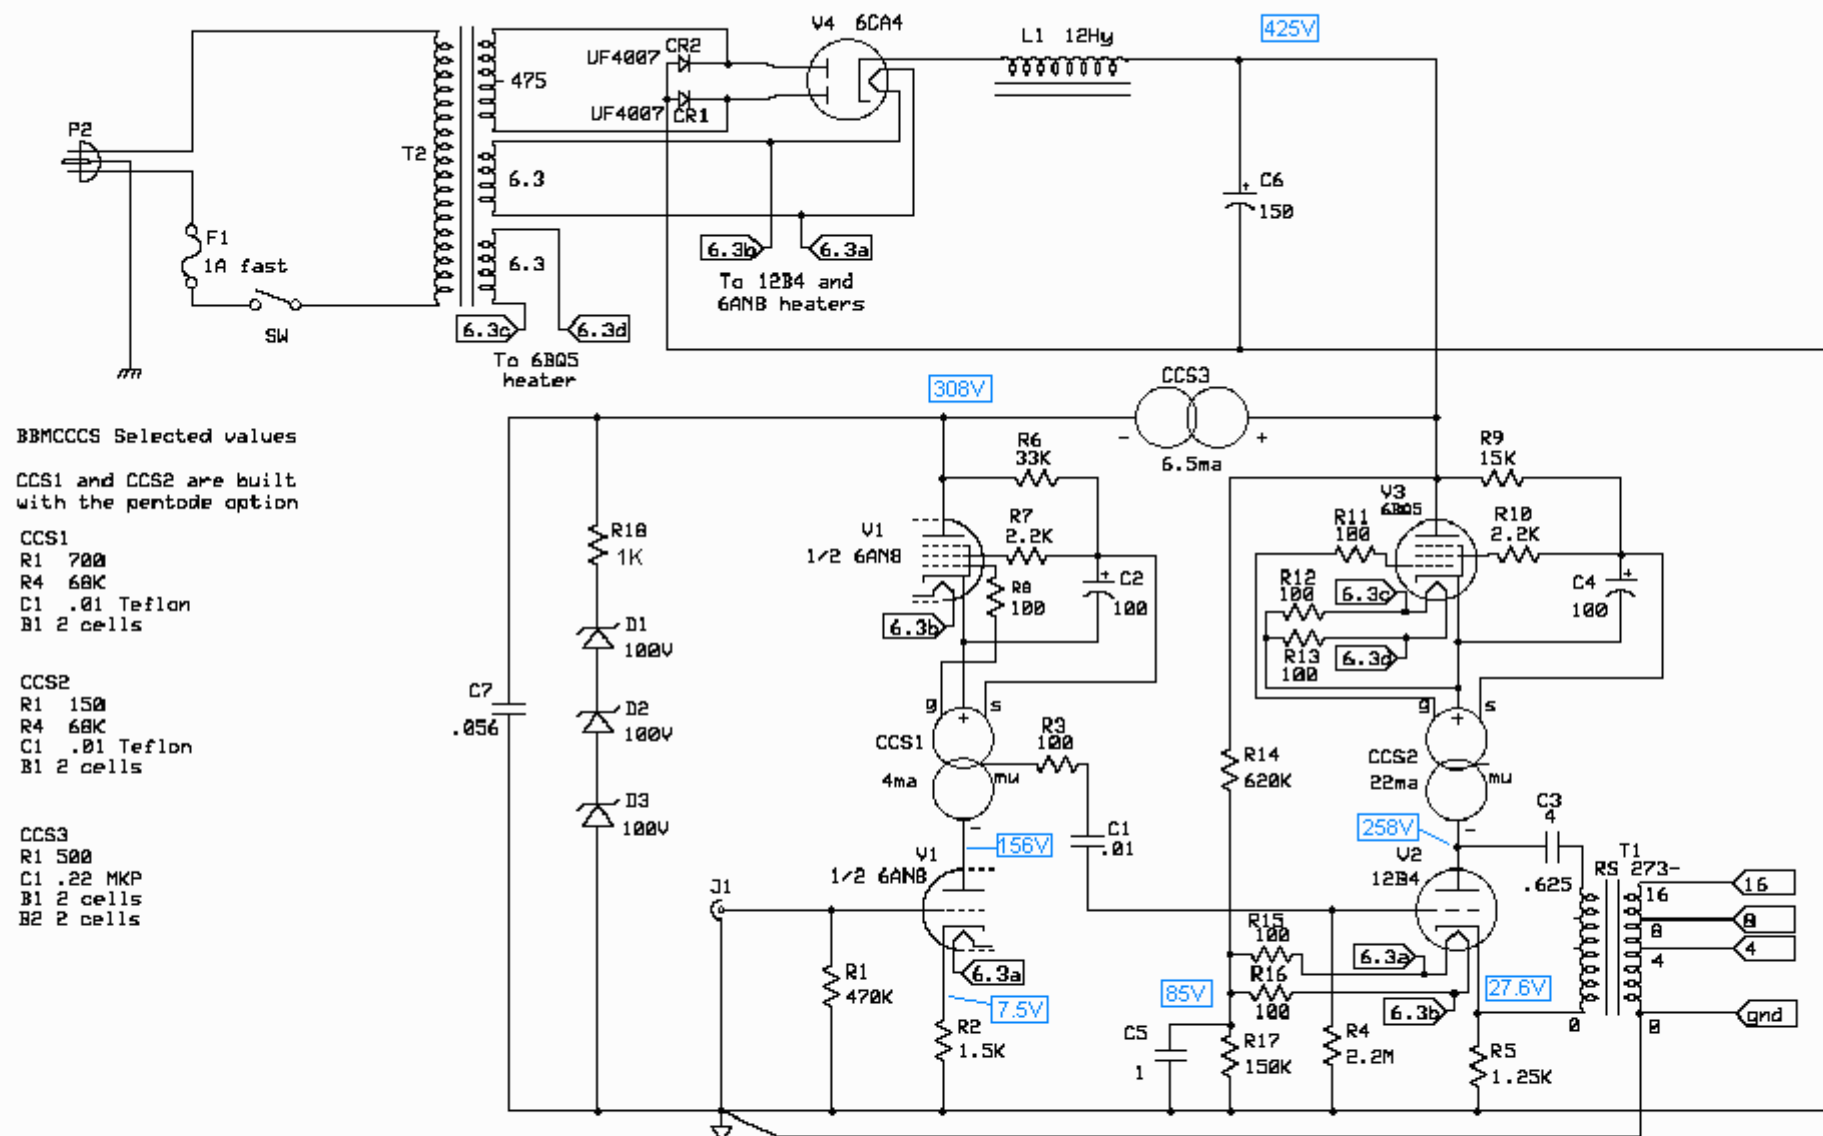 V4 6CA4
L1 12Hy
425V
CR2
UF4007
475
UF4007
CR1
P2
T2
6.3
C6
150
F1
1A fast
6.3
6.3b
6.3a
To 12B4 and
6AN8 heaters
SW
6.3c
6.3d
To 6BQ5
heater
CCS3
308V
- +
6.5ma
BBMCCCS Selected values
CCS1 and CCS2 are built
with the pentode option
CCS1
R1 700
R4 68K
C1 .01 Teflon
B1 2 cells
CCS2
R1 150
R4 68K
C1 .01 Teflon
B1 2 cells
CCS3
R1 500
C1 .22 MKP
B1 2 cells
B2 2 cells
R6
33K
R9
15K
V3
6BQ5
R18
1K
V1
1/2 6AN8
R7
2.2K
R11
100
R10
2.2K
R8
100
C2
100
R12
100
6.3c
C4
100
6.3b
D1
100V
R13
100
6.3d
C7
.056
D2
100V
g + s
CCS1
4ma
mu
-
R3
100
g + s
CCS2
22ma
mu
-
R14
620K
D3
100V
C1
.01
C3
4
258V
156V
V1
1/2 6AN8
V2
12B4
T1
RS 273-
.625
16
16
J1
8
8
R15
100
6.3a
4
4
6.3a
R1
470K
R16
100
85V
27.6V
7.5V
6.3b
0
0
gnd
R2
1.5K
C5
1
R17
150K
R4
2.2M
R5
1.25K